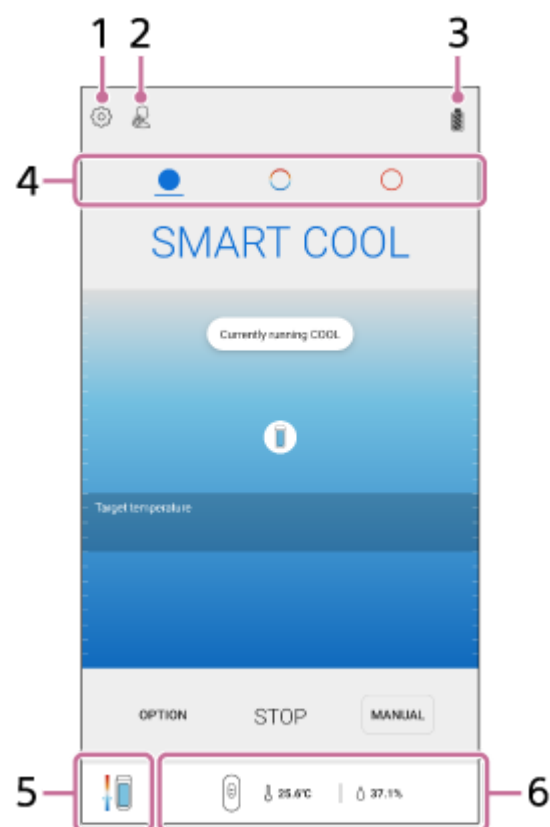 1 2 3
4
SMART COOL
Currently running COOL
Target temperature
OPTION STOP MANUAL
5 25.6°C 37.1% 6